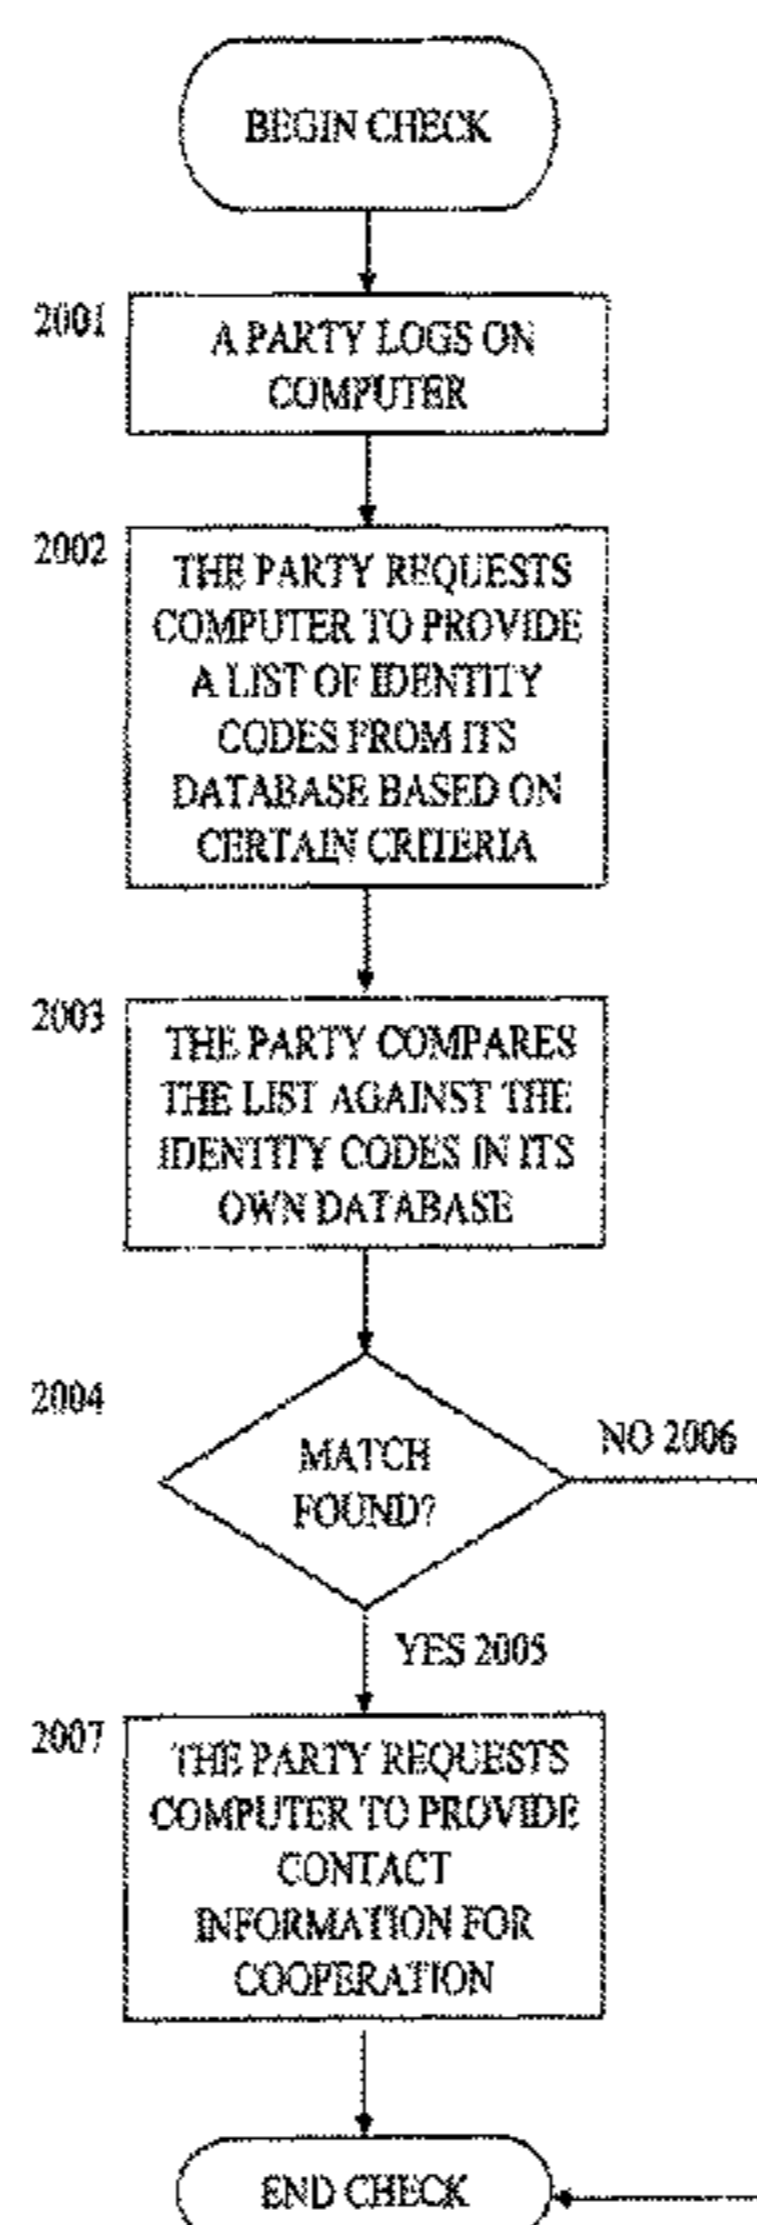 BEGIN CHECK
2001
A PARTY LOGS ON
COMPUTER
2002
THE PARTY REQUESTS
COMPUTER TO PROVIDE
A LIST OF IDENTITY
CODES FROM ITS
DATABASE BASED ON
CERTAIN CRITERIA
2003
THE PARTY COMPARES
THE LIST AGAINST THE
IDENTITY CODES IN ITS
OWN DATABASE
2004
MATCH
FOUND?
NO 2006
YES 2005
2007
THE PARTY REQUESTS
COMPUTER TO PROVIDE
CONTACT
INFORMATION FOR
COOPERATION
END CHECK